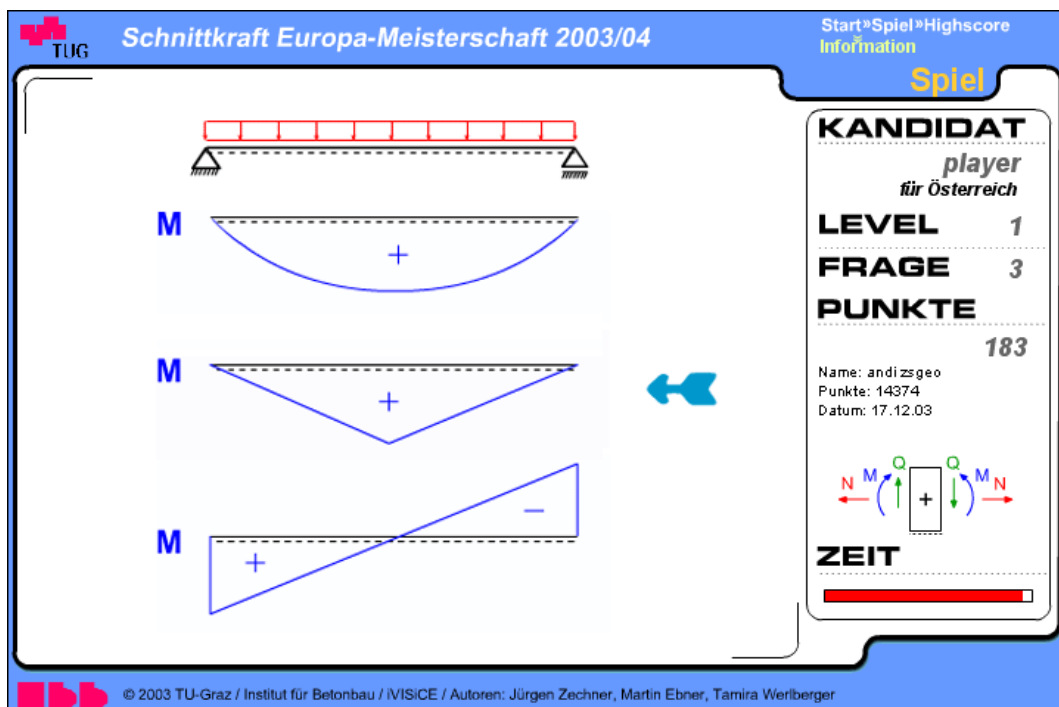 TUG
Schnittkraft Europa-Meisterschaft 2003/04
Start»Spiel»Highscore
Information
Spiel
M
+
M
+
M
+
−
KANDIDAT
player
für Österreich
LEVEL 1
FRAGE 3
PUNKTE
183
Name: andizsgeo
Punkte: 14374
Datum: 17.12.03
N M Q Q M N
+
ZEIT
© 2003 TU-Graz / Institut für Betonbau / iVISiCE / Autoren: Jürgen Zechner, Martin Ebner, Tamira Werlberger